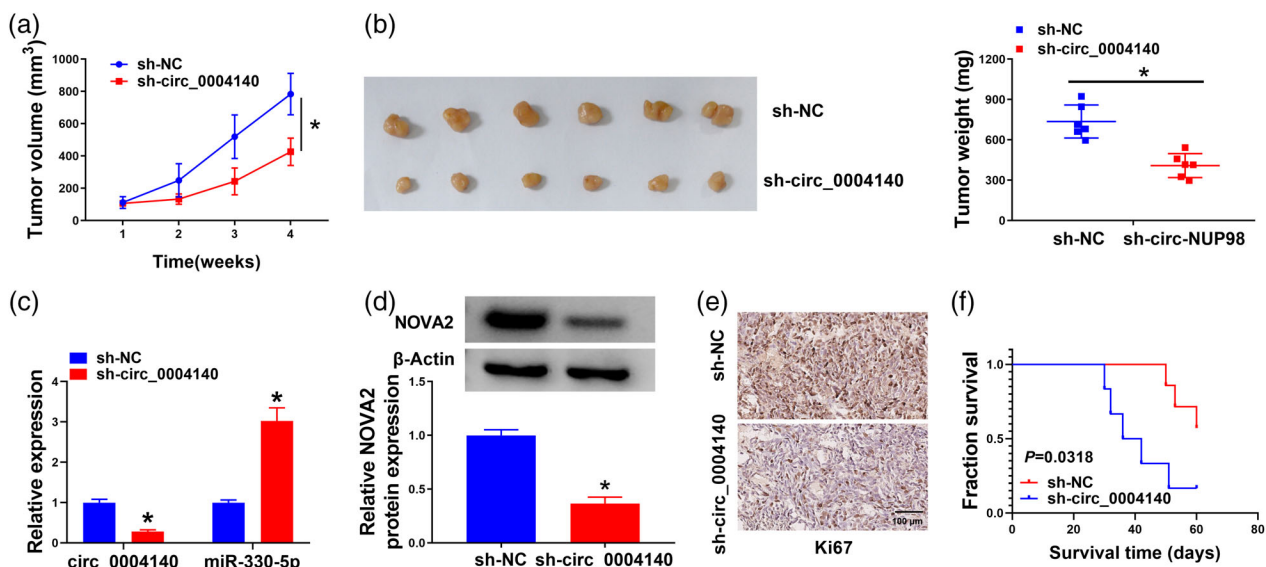 (a)
sh-NC
sh-circ_0004140
Tumor volume (mm³)
1000
800
600
400
200
0
1 2 3 4
*
Time(weeks)
(b)
sh-NC
sh-circ_0004140
sh-NC
sh-circ_0004140
Tumor weight (mg)
1200
900
600
300
0
*
sh-NC sh-circ-NUP98
(c)
sh-NC
sh-circ_0004140
Relative expression
4
3
2
1
0
* *
circ_0004140 miR-330-5p
(d)
NOVA2
β-Actin
Relative NOVA2
protein expression
1.5
1.0
0.5
0.0
*
sh-NC sh-circ_0004140
(e)
sh-NC
sh-circ_0004140
100 μm
Ki67
(f)
Fraction survival
1.0
0.5
0.0
P=0.0318
sh-NC
sh-circ_0004140
0 20 40 60 80
Survival time (days)